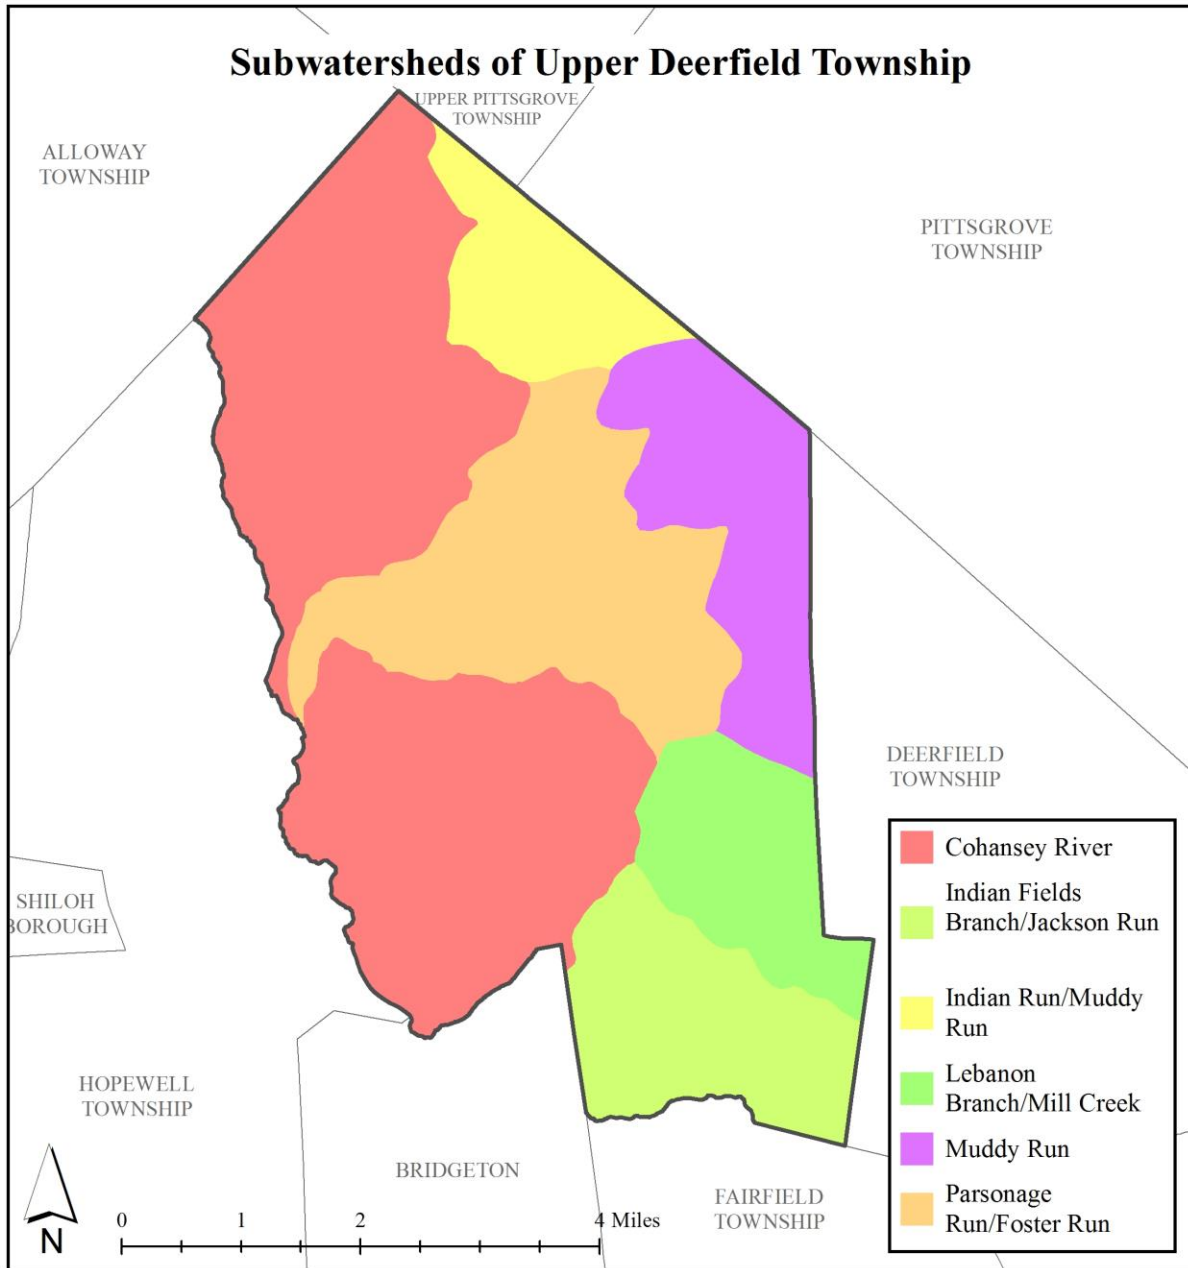 Subwatersheds of Upper Deerfield Township
UPPER PITTSGROVE
TOWNSHIP
ALLOWAY
TOWNSHIP
PITTSGROVE
TOWNSHIP
DEERFIELD
TOWNSHIP
SHILOH
BOROUGH
HOPEWELL
TOWNSHIP
BRIDGETON
FAIRFIELD
TOWNSHIP
Cohansey River
Indian Fields
Branch/Jackson Run
Indian Run/Muddy
Run
Lebanon
Branch/Mill Creek
Muddy Run
Parsonage
Run/Foster Run
N
0 1 2 4 Miles